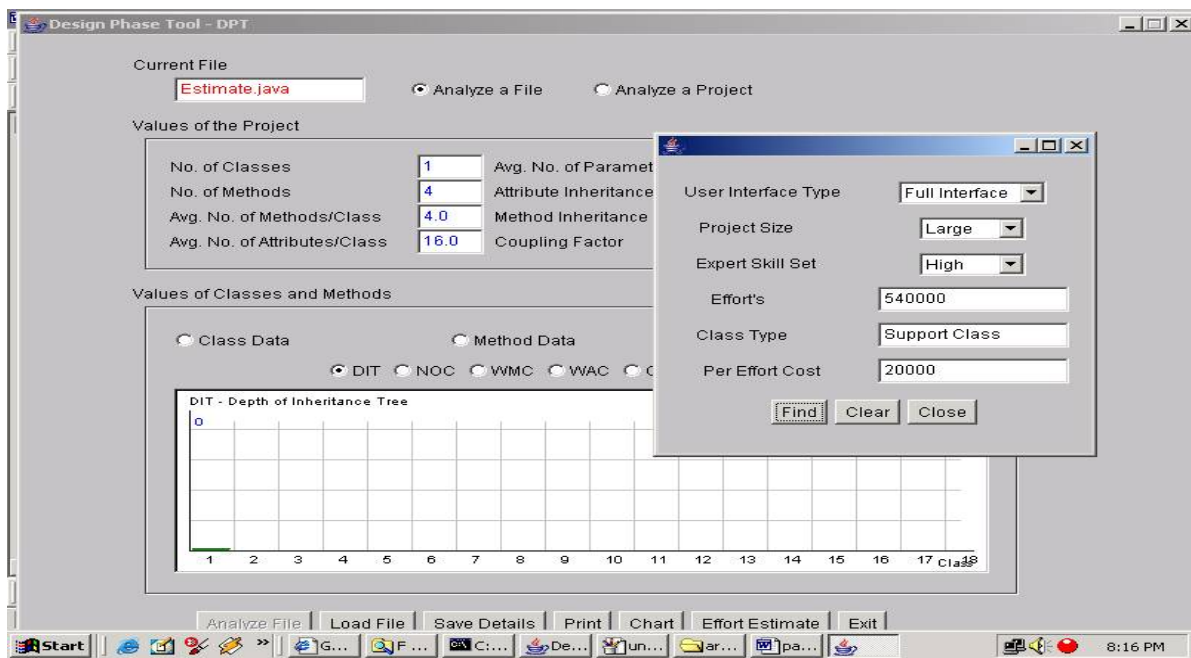 Design Phase Tool - DPT
Current File
Estimate.java
Analyze a File
Analyze a Project
Values of the Project
No. of Classes 1 Avg. No. of Paramet
No. of Methods 4 Attribute Inheritance
Avg. No. of Methods/Class 4.0 Method Inheritance
Avg. No. of Attributes/Class 16.0 Coupling Factor
User Interface Type Full Interface
Project Size Large
Expert Skill Set High
Effort's 540000
Class Type Support Class
Per Effort Cost 20000
Find Clear Close
Values of Classes and Methods
Class Data Method Data
DIT NOC WMC WAC
DIT - Depth of Inheritance Tree
0
1 2 3 4 5 6 7 8 9 10 11 12 13 14 15 16 17 18
Class
Analyze File Load File Save Details Print Chart Effort Estimate Exit
Start » G... F ... C:... De... un... ar... pa... 8:16 PM